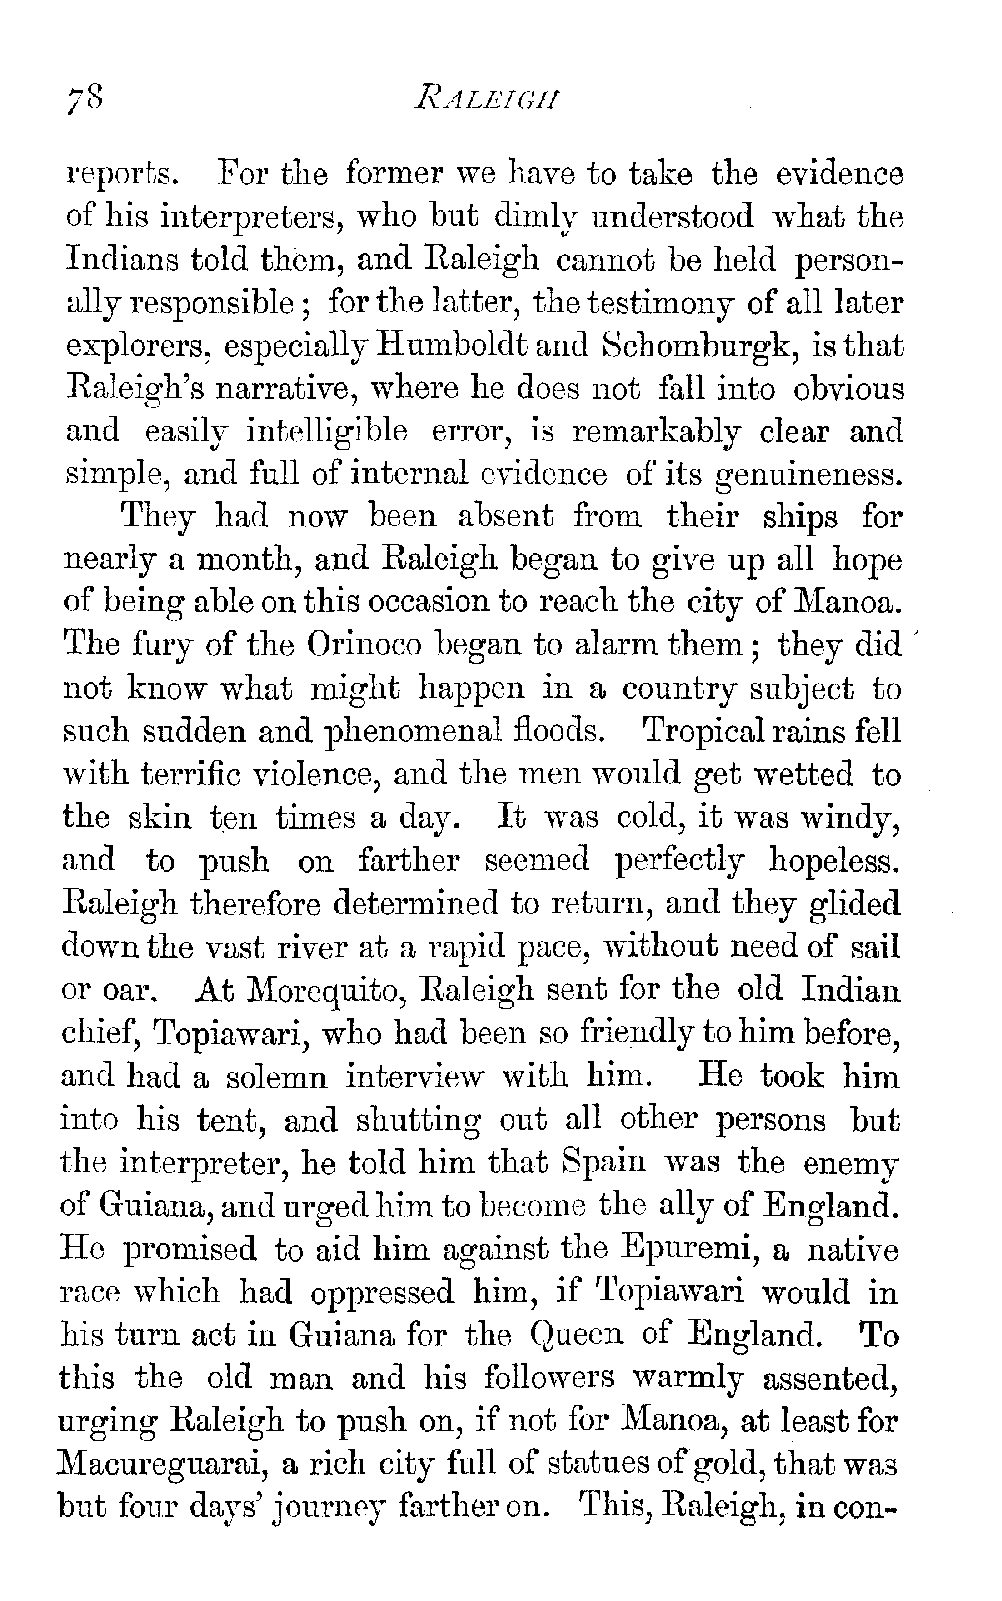 78 RALEIGH
reports. For the former we have to take the evidence
of his interpreters, who but dimly understood what the
Indians told them, and Raleigh cannot be held person-
ally responsible; for the latter, the testimony of all later
explorers, especially Humboldt and Schomburgk, is that
Raleigh's narrative, where he does not fall into obvious
and easily intelligible error, is remarkably clear and
simple, and full of internal evidence of its genuineness.
They had now been absent from their ships for
nearly a month, and Raleigh began to give up all hope
of being able on this occasion to reach the city of Manoa.
The fury of the Orinoco began to alarm them; they did
not know what might happen in a country subject to
such sudden and phenomenal floods. Tropical rains fell
with terrific violence, and the men would get wetted to
the skin ten times a day. It was cold, it was windy,
and to push on farther seemed perfectly hopeless.
Raleigh therefore determined to return, and they glided
down the vast river at a rapid pace, without need of sail
or oar. At Morequito, Raleigh sent for the old Indian
chief, Topiawari, who had been so friendly to him before,
and had a solemn interview with him. He took him
into his tent, and shutting out all other persons but
the interpreter, he told him that Spain was the enemy
of Guiana, and urged him to become the ally of England.
He promised to aid him against the Epuremi, a native
race which had oppressed him, if Topiawari would in
his turn act in Guiana for the Queen of England. To
this the old man and his followers warmly assented,
urging Raleigh to push on, if not for Manoa, at least for
Macureguarai, a rich city full of statues of gold, that was
but four days' journey farther on. This, Raleigh, in con-